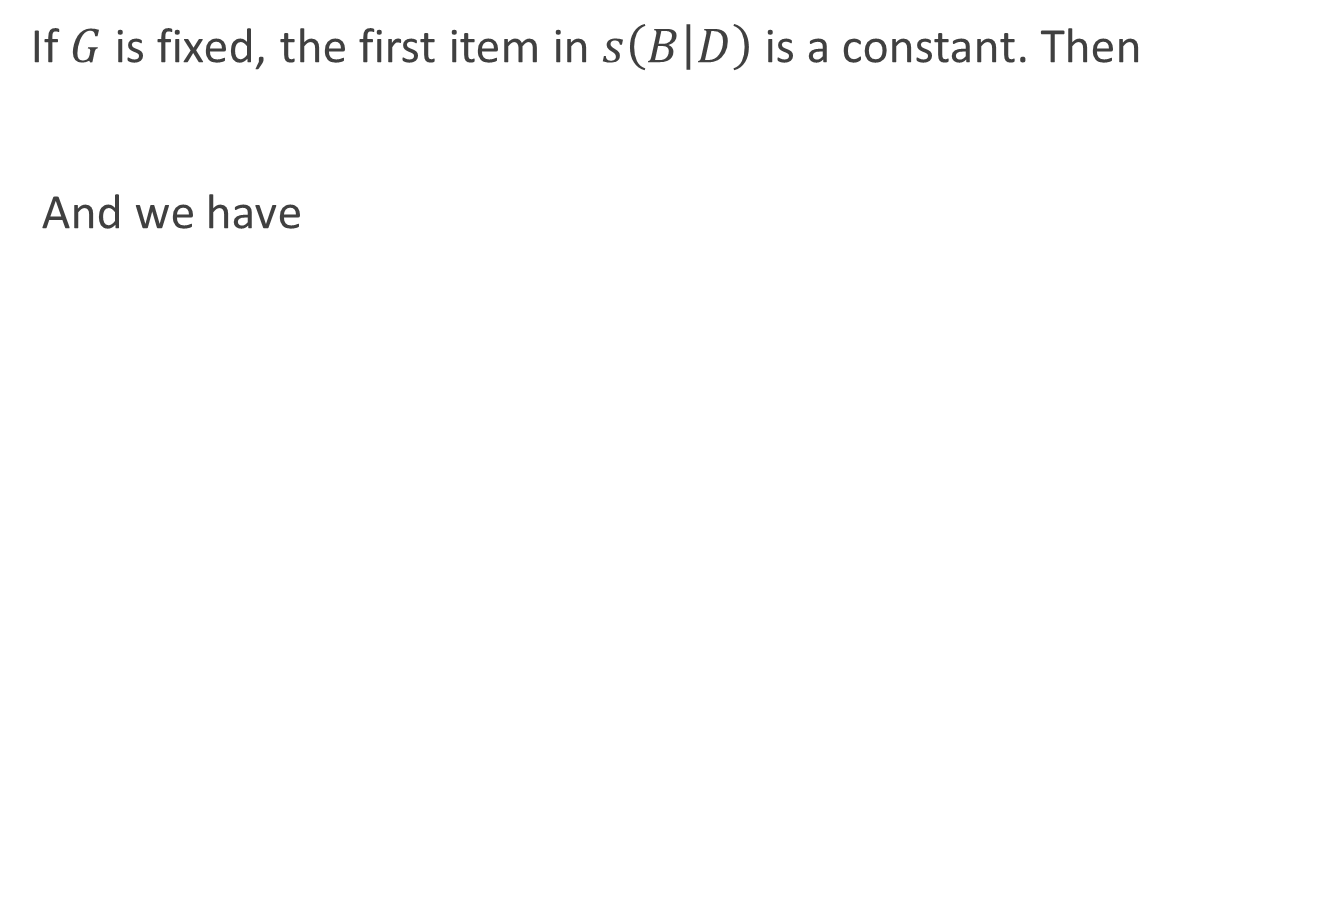 If G is fixed, the first item in s(B|D) is a constant. Then
And we have